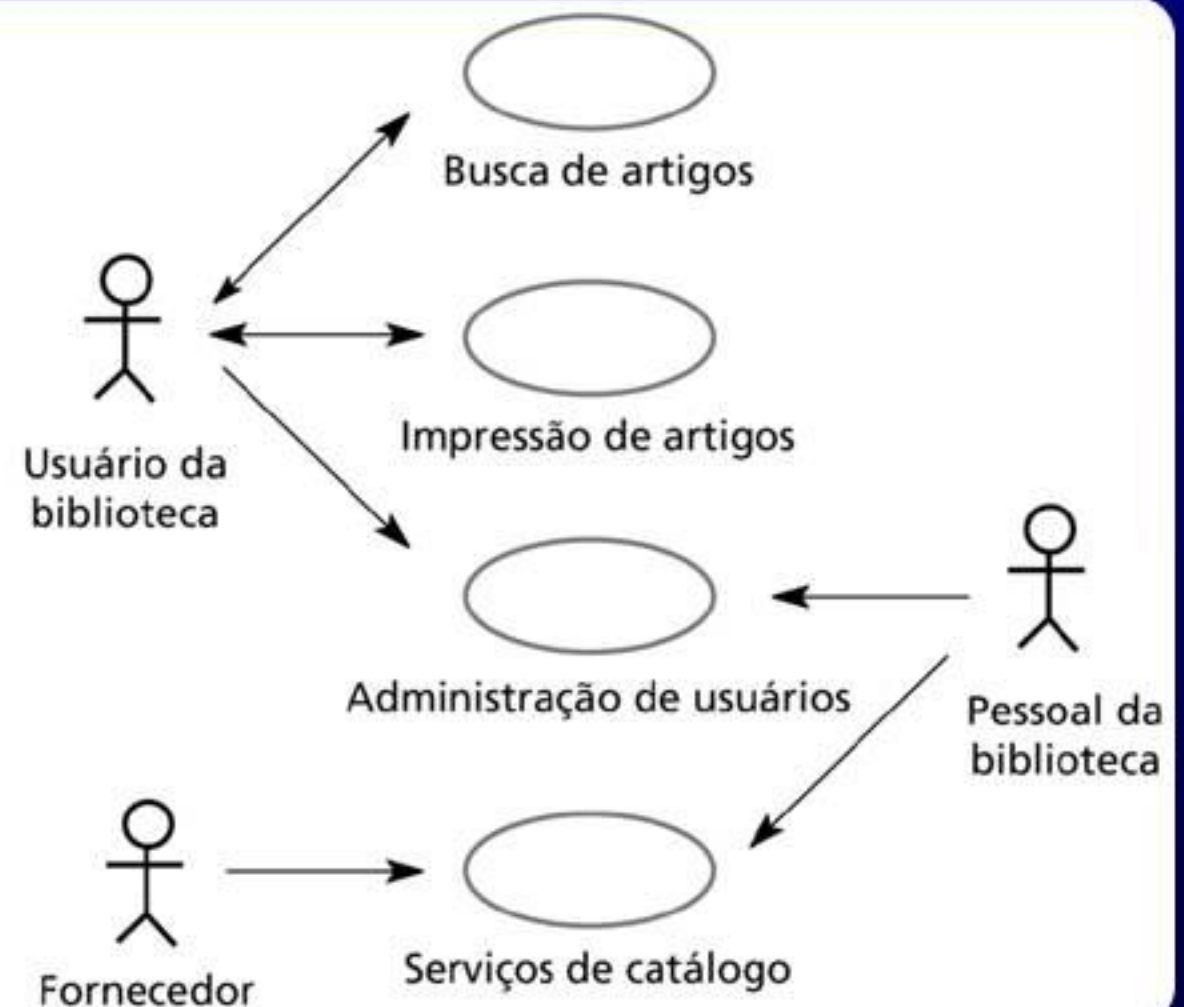 Busca de artigos
Impressão de artigos
Usuário da
biblioteca
Administração de usuários
Pessoal da
biblioteca
Serviços de catálogo
Fornecedor